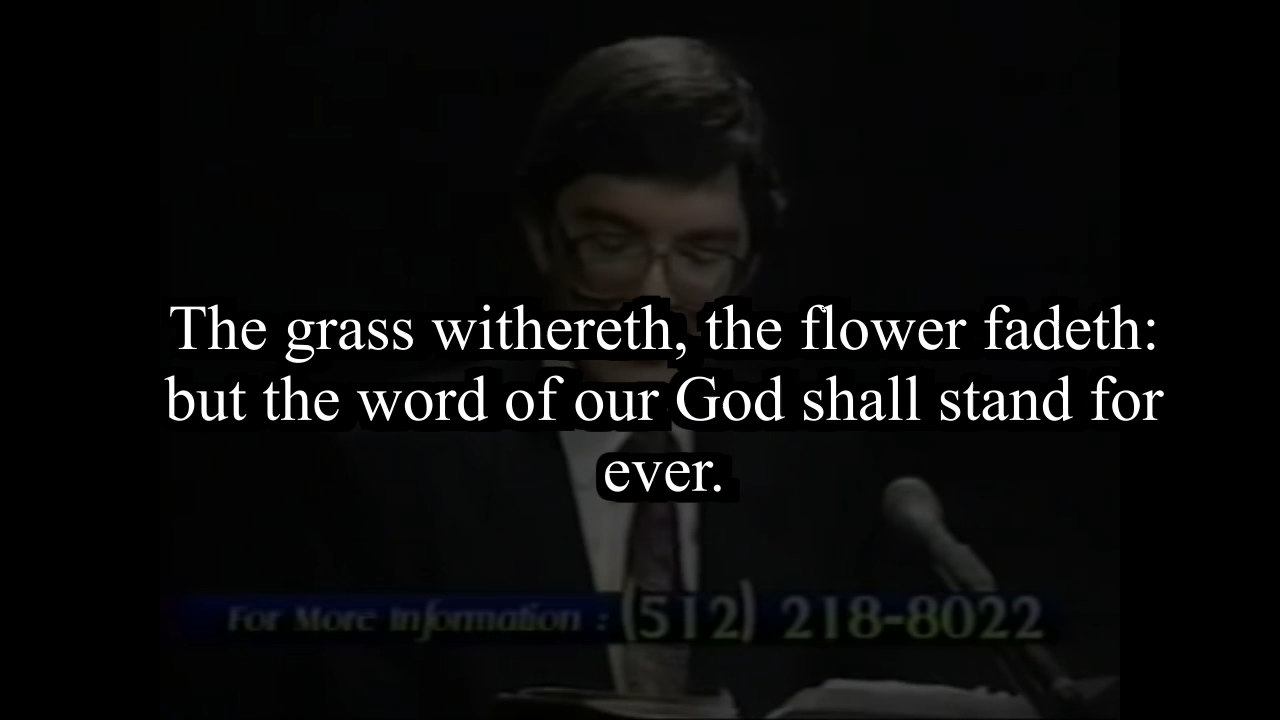 The grass withereth, the flower fadeth:
but the word of our God shall stand for
ever.
For More Information : (512) 218-8022